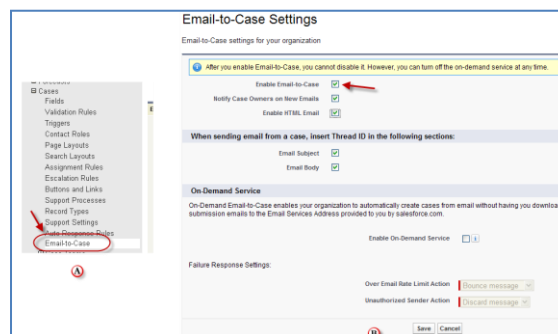 Email-to-Case Settings
Email-to-Case settings for your organization
After you enable Email-to-Case, you cannot disable it. However, you can turn off the on-demand service at any time.
Enable Email-to-Case
Notify Case Owners on New Emails
Enable HTML Email
When sending email from a case, insert Thread ID in the following sections:
Email Subject
Email Body
On-Demand Service
On-Demand Email-to-Case enables your organization to automatically create cases from email without having you downloa
submission emails to the Email Services Address provided to you by salesforce.com.
Enable On-Demand Service
Failure Response Settings:
Over Email Rate Limit Action
Bounce message
Unauthorized Sender Action
Discard message
Save Cancel
B
Cases
Fields
Validation Rules
Triggers
Contact Roles
Page Layouts
Search Layouts
Assignment Rules
Escalation Rules
Buttons and Links
Support Processes
Record Types
Support Settings
Auto Response Rules
Email-to-Case
A